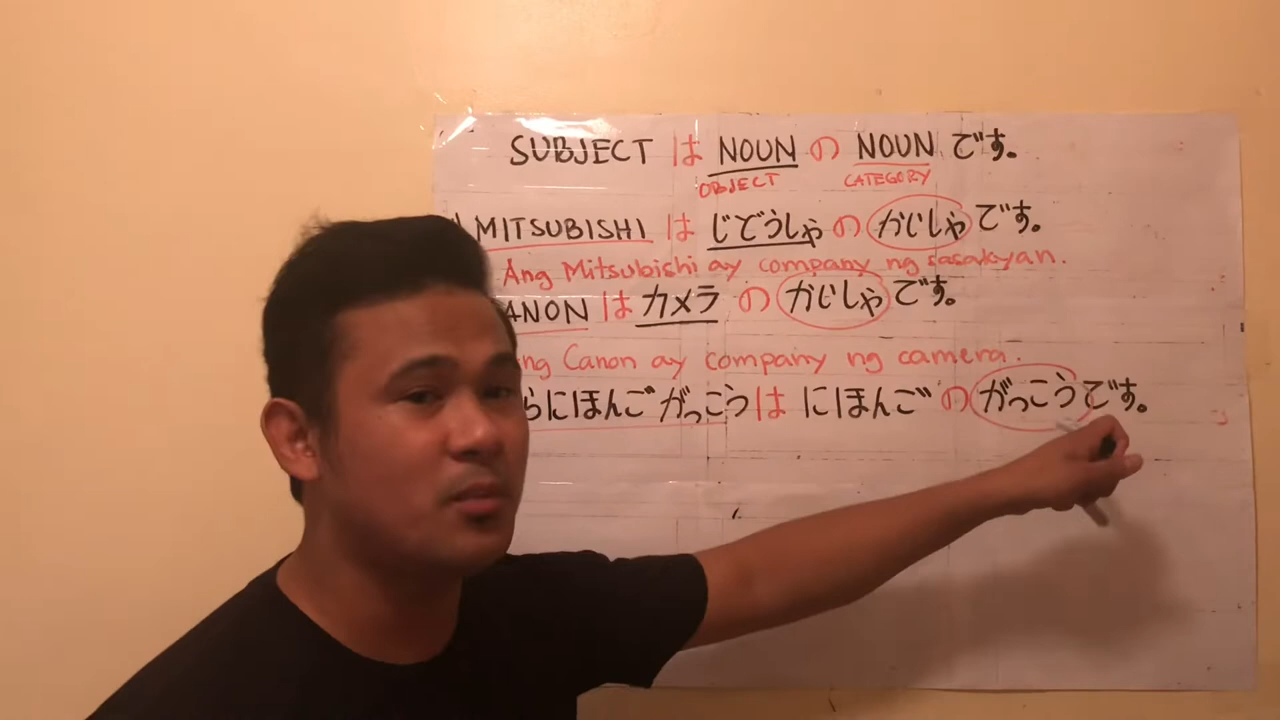 SUBJECT は NOUN の NOUN です。
OBJECT CATEGORY
MITSUBISHI は じどうしゃ の かじしゃ です。
Ang Mitsubishi ay company ng sasakyan.
ANON は カメラ の かじしゃ です。
ng Canon ay company ng camera.
らにほんごがっこう は にほんご の がっこう です。